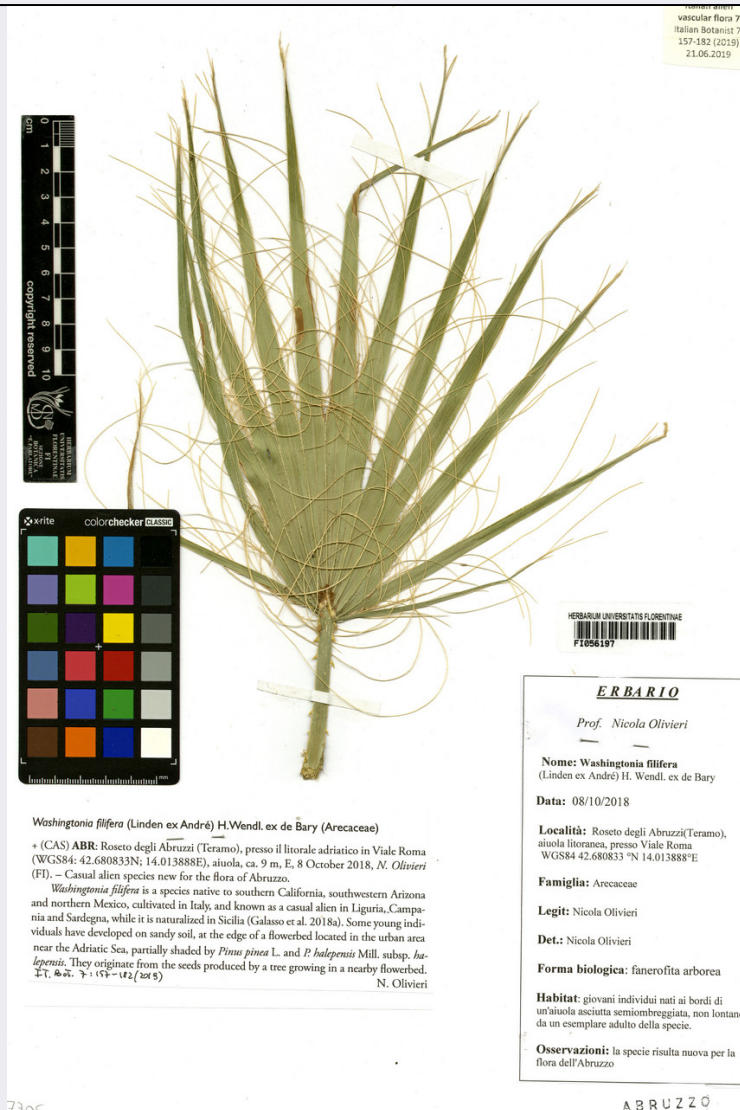 vascular flora 7
Italian Botanist 7
157-182 (2019)
21.06.2019
cm
0
1
2
3
4
5
6
7
8
9
10
copyright reserved
HERBARIUM
UNIVERSITATIS
FLORENTINAE
FI
SEZIONE
BOTANICA
x-rite
colorchecker CLASSIC
mm
HERBARIUM UNIVERSITATIS FLORENTINAE
FI056197
ERBARIO
Prof. Nicola Olivieri
Nome: Washingtonia filifera
(Linden ex André) H. Wendl. ex de Bary
Data: 08/10/2018
Località: Roseto degli Abruzzi(Teramo),
aiuola litoranea, presso Viale Roma
WGS84 42.680833 °N 14.013888°E
Famiglia: Arecaceae
Legit: Nicola Olivieri
Det.: Nicola Olivieri
Forma biologica: fanerofita arborea
Habitat: giovani individui nati ai bordi di
un'aiuola asciutta semiombreggiata, non lontan
da un esemplare adulto della specie.
Osservazioni: la specie risulta nuova per la
flora dell'Abruzzo
ABRUZZO
Washingtonia filifera (Linden ex André) H.Wendl. ex de Bary (Arecaceae)
+ (CAS) ABR: Roseto degli Abruzzi (Teramo), presso il litorale adriatico in Viale Roma
(WGS84: 42.680833N; 14.013888E), aiuola, ca. 9 m, E, 8 October 2018, N. Olivieri
(FI). – Casual alien species new for the flora of Abruzzo.
Washingtonia filifera is a species native to southern California, southwestern Arizona
and northern Mexico, cultivated in Italy, and known as a casual alien in Liguria, Campa-
nia and Sardegna, while it is naturalized in Sicilia (Galasso et al. 2018a). Some young indi-
viduals have developed on sandy soil, at the edge of a flowerbed located in the urban area
near the Adriatic Sea, partially shaded by Pinus pinea L. and P. halepensis Mill. subsp. ha-
lepensis. They originate from the seeds produced by a tree growing in a nearby flowerbed.
N. Olivieri
IT. Bot. 7: 157-182 (2019)